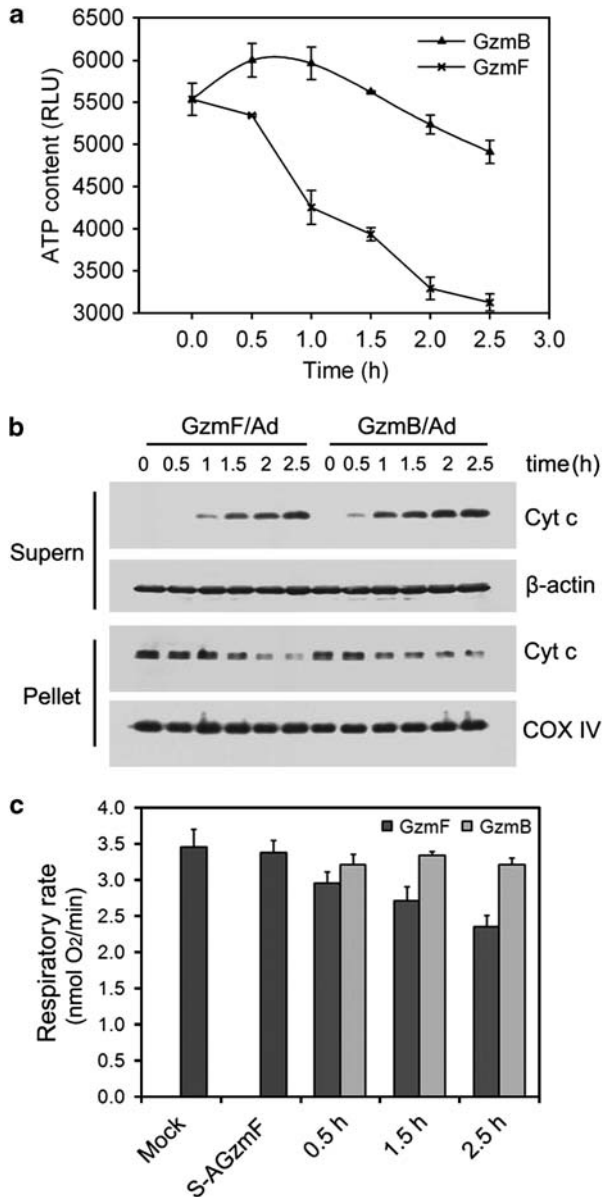 a
6500
6000
5500
5000
4500
4000
3500
3000
ATP content (RLU)
GzmB
GzmF
0.0 0.5 1.0 1.5 2.0 2.5 3.0
Time (h)
b
GzmF/Ad GzmB/Ad
0 0.5 1 1.5 2 2.5 0 0.5 1 1.5 2 2.5 time(h)
Supern
Cyt c
β-actin
Pellet
Cyt c
COX IV
c
4.0
3.5
3.0
2.5
2.0
1.5
1.0
0.5
0.0
Respiratory rate
(nmol O₂/min)
GzmF GzmB
Mock S-AGzmF 0.5 h 1.5 h 2.5 h